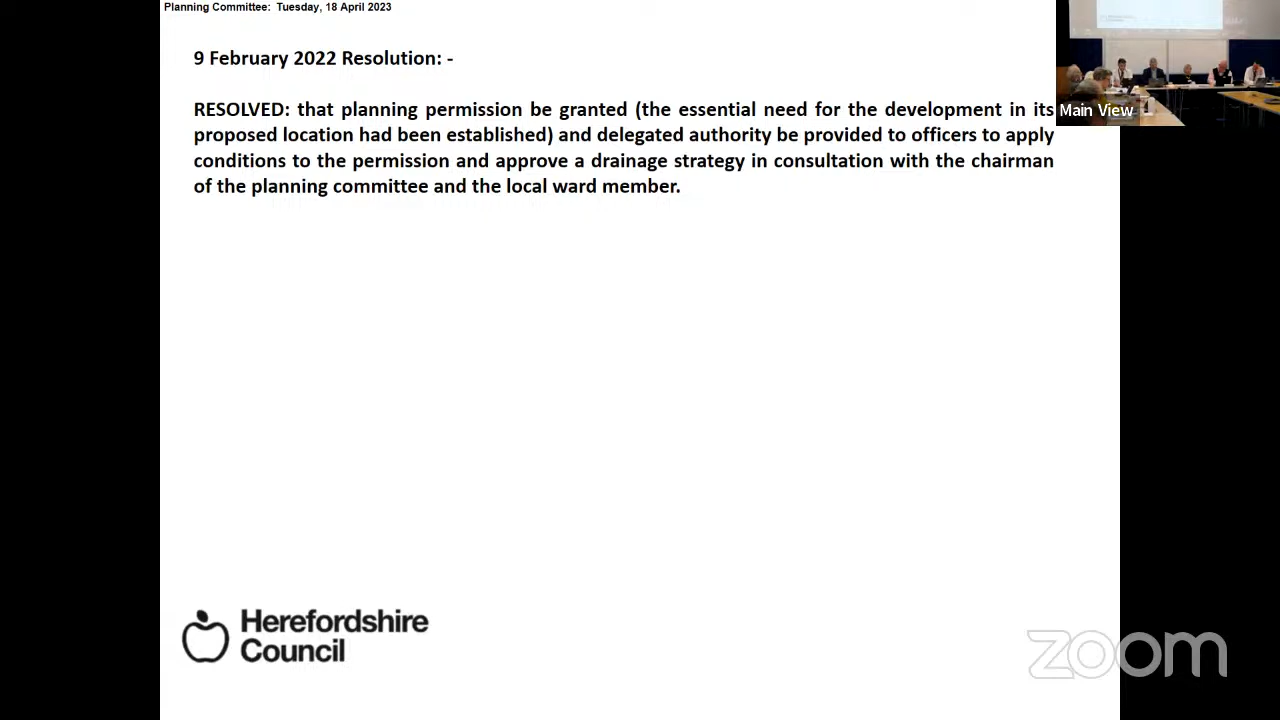 Planning Committee: Tuesday, 18 April 2023
9 February 2022 Resolution: -
RESOLVED: that planning permission be granted (the essential need for the development in its
proposed location had been established) and delegated authority be provided to officers to apply
conditions to the permission and approve a drainage strategy in consultation with the chairman
of the planning committee and the local ward member.
Main View
Herefordshire
Council
zoom